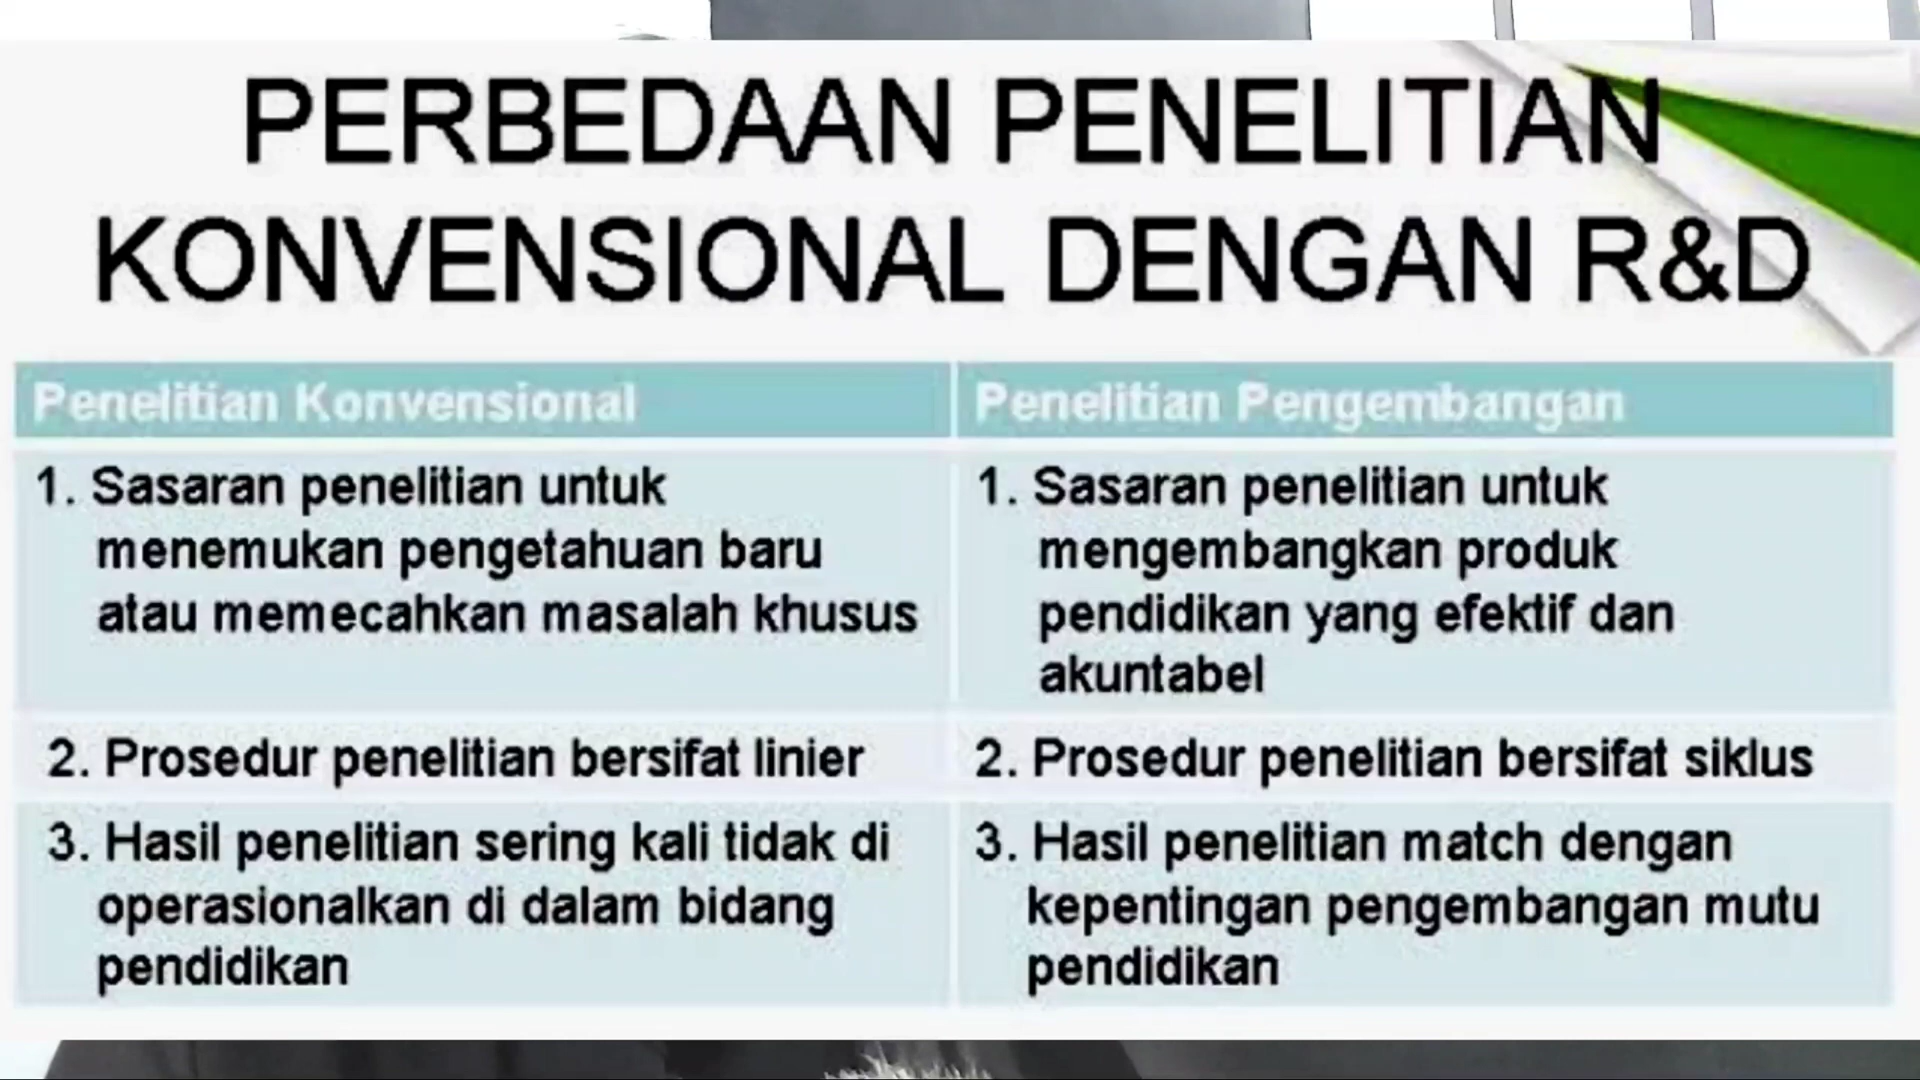 PERBEDAAN PENELITIAN
KONVENSIONAL DENGAN R&D
Penelitian Konvensional
Penelitian Pengembangan
1. Sasaran penelitian untuk
menemukan pengetahuan baru
atau memecahkan masalah khusus
1. Sasaran penelitian untuk
mengembangkan produk
pendidikan yang efektif dan
akuntabel
2. Prosedur penelitian bersifat linier
2. Prosedur penelitian bersifat siklus
3. Hasil penelitian sering kali tidak di
operasionalkan di dalam bidang
pendidikan
3. Hasil penelitian match dengan
kepentingan pengembangan mutu
pendidikan